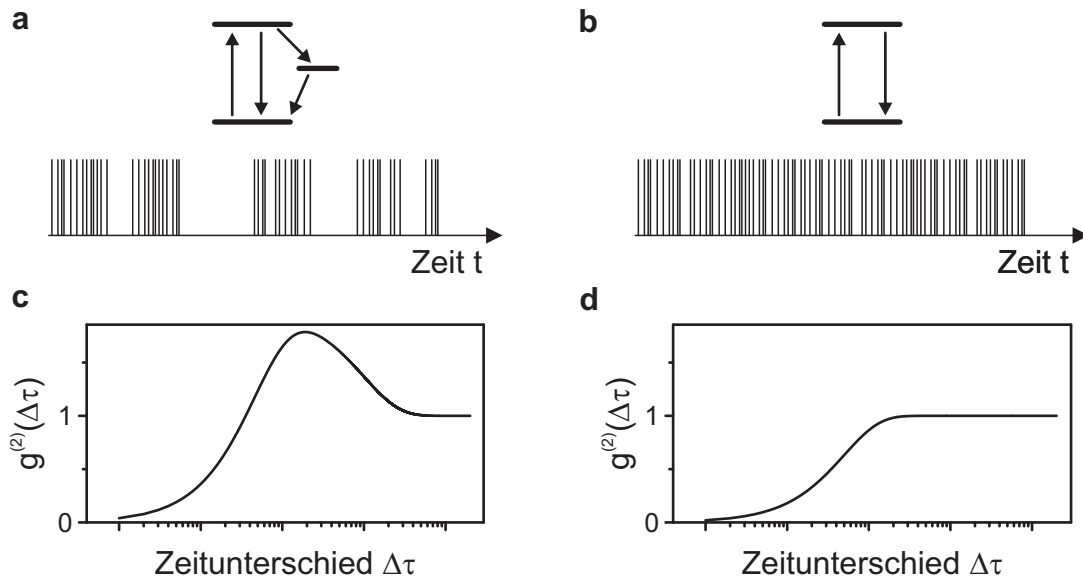 a
b
Zeit t
Zeit t
c
d
g(2)(Δτ)
1
0
Zeitunterschied Δτ
g(2)(Δτ)
1
0
Zeitunterschied Δτ